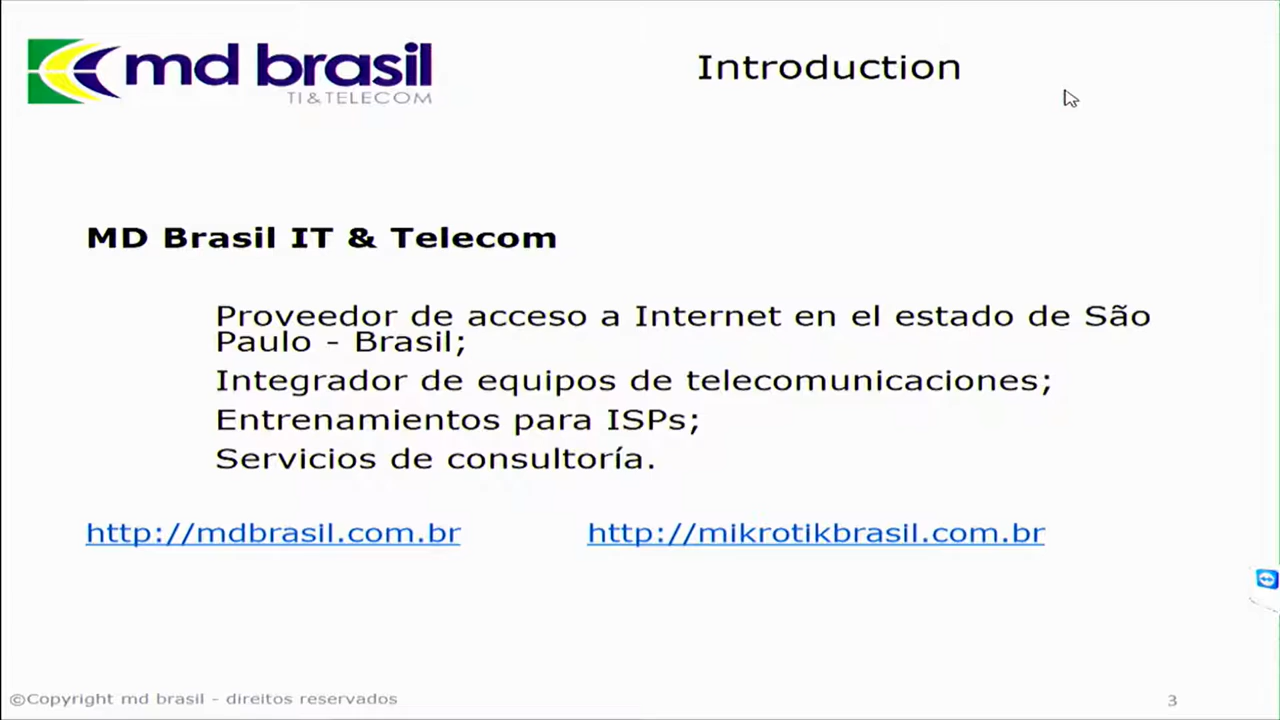 md brasil
TI & TELECOM
Introduction
MD Brasil IT & Telecom
Proveedor de acceso a Internet en el estado de São
Paulo - Brasil;
Integrador de equipos de telecomunicaciones;
Entrenamientos para ISPs;
Servicios de consultoría.
http://mdbrasil.com.br
http://mikrotikbrasil.com.br
©Copyright md brasil - direitos reservados
3